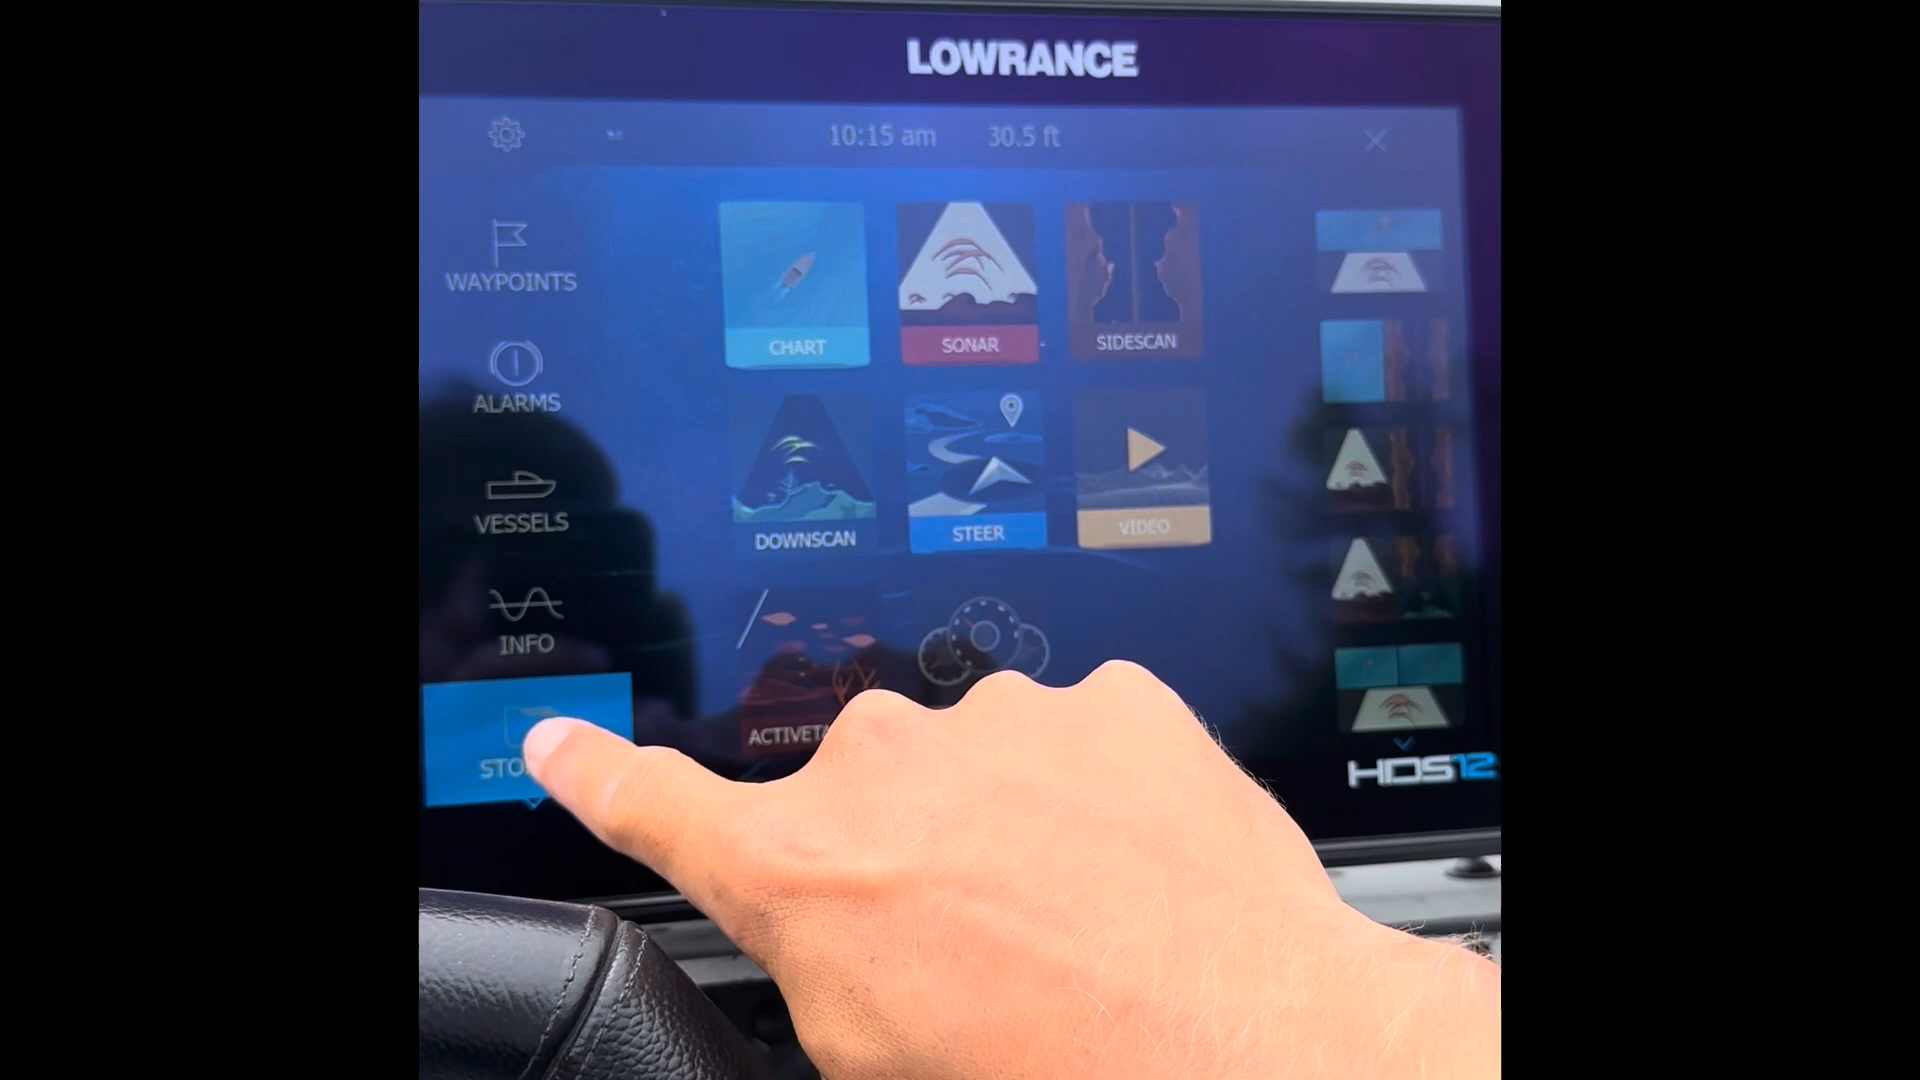 LOWRANCE
10:15 am 30.5 ft
WAYPOINTS
CHART
SONAR
SIDESCAN
ALARMS
VESSELS
DOWNSCAN
STEER
VIDEO
INFO
HDS12